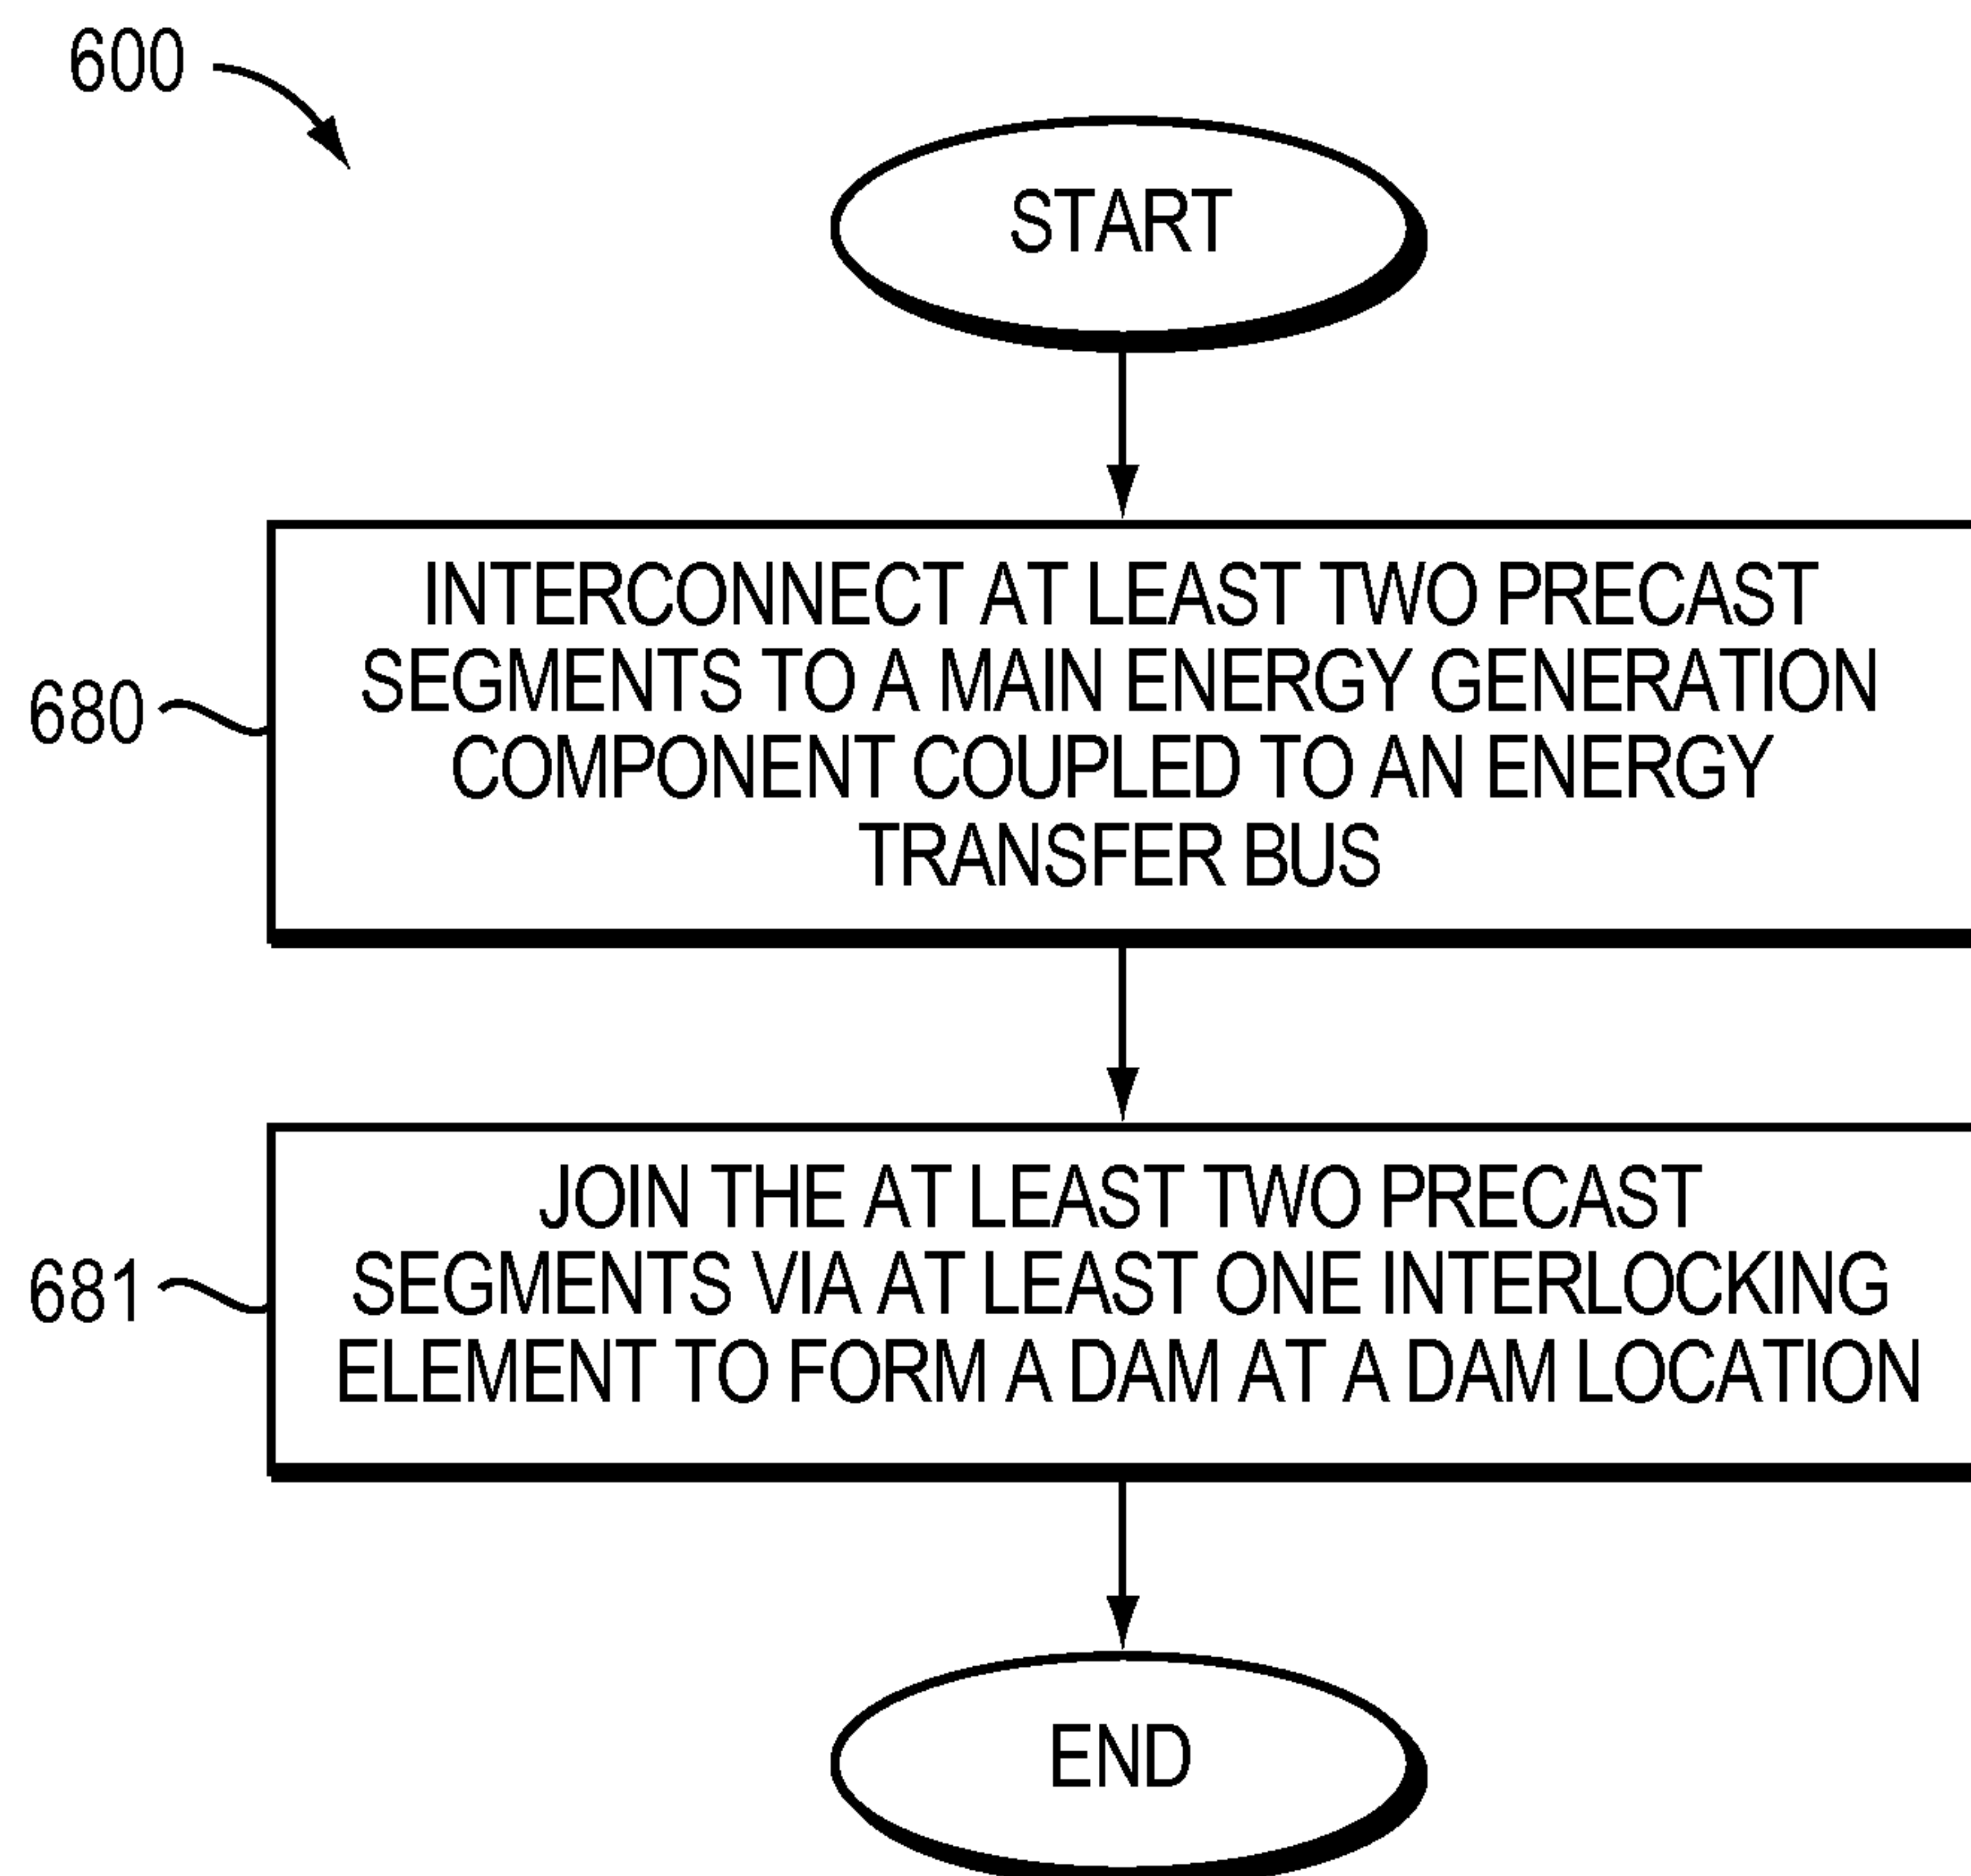 600
START
INTERCONNECT AT LEAST TWO PRECAST
SEGMENTS TO A MAIN ENERGY GENERATION
COMPONENT COUPLED TO AN ENERGY
TRANSFER BUS
680
JOIN THE AT LEAST TWO PRECAST
SEGMENTS VIA AT LEAST ONE INTERLOCKING
ELEMENT TO FORM A DAM AT A DAM LOCATION
681
END